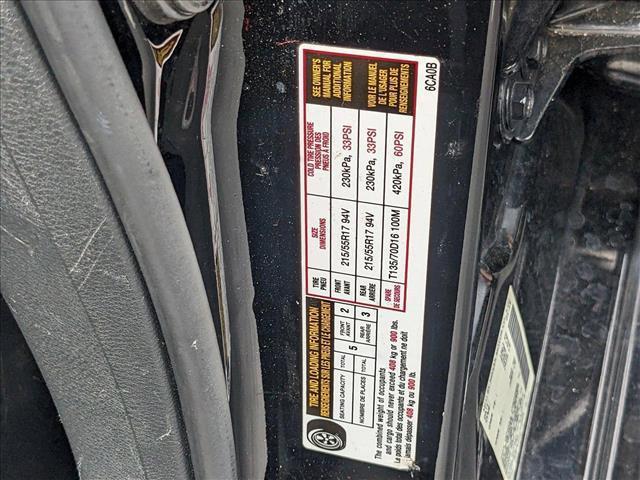 TIRE AND LOADING INFORMATION
RENSEIGNEMENTS SUR LES PNEUS ET LE CHARGEMENT
SEATING CAPACITY TOTAL 5 FRONT AVANT 2
NOMBRE DE PLACES TOTAL REAR ARRIÈRE 3
The combined weight of occupants
and cargo should never exceed 408 kg or 900 lbs.
Le poids total des occupants et du chargement ne doit
jamais dépasser 408 kg ou 900 lb.
TIRE PNEU SIZE DIMENSIONS COLD TIRE PRESSURE PRESSION DES PNEUS À FROID
FRONT AVANT 215/55R17 94V 230kPa, 33PSI
REAR ARRIÈRE 215/55R17 94V 230kPa, 33PSI
SPARE DE SECOURS T135/70D16 100M 420kPa, 60PSI
SEE OWNER'S
MANUAL FOR
ADDITIONAL
INFORMATION
VOIR LE MANUEL
DE L'USAGER
POUR PLUS DE
RENSEIGNEMENTS
6CA0B